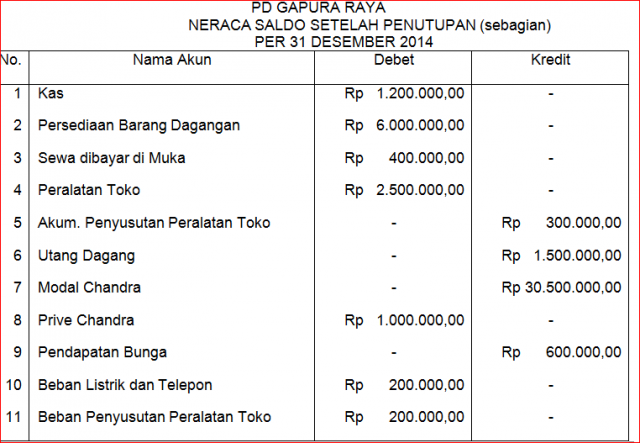 PD GAPURA RAYA
NERACA SALDO SETELAH PENUTUPAN (sebagian)
PER 31 DESEMBER 2014
No. Nama Akun Debet Kredit
1 Kas Rp 1.200.000,00 -
2 Persediaan Barang Dagangan Rp 6.000.000,00 -
3 Sewa dibayar di Muka Rp 400.000,00 -
4 Peralatan Toko Rp 2.500.000,00 -
5 Akum. Penyusutan Peralatan Toko - Rp 300.000,00
6 Utang Dagang - Rp 1.500.000,00
7 Modal Chandra - Rp 30.500.000,00
8 Prive Chandra Rp 1.000.000,00 -
9 Pendapatan Bunga - Rp 600.000,00
10 Beban Listrik dan Telepon Rp 200.000,00 -
11 Beban Penyusutan Peralatan Toko Rp 200.000,00 -